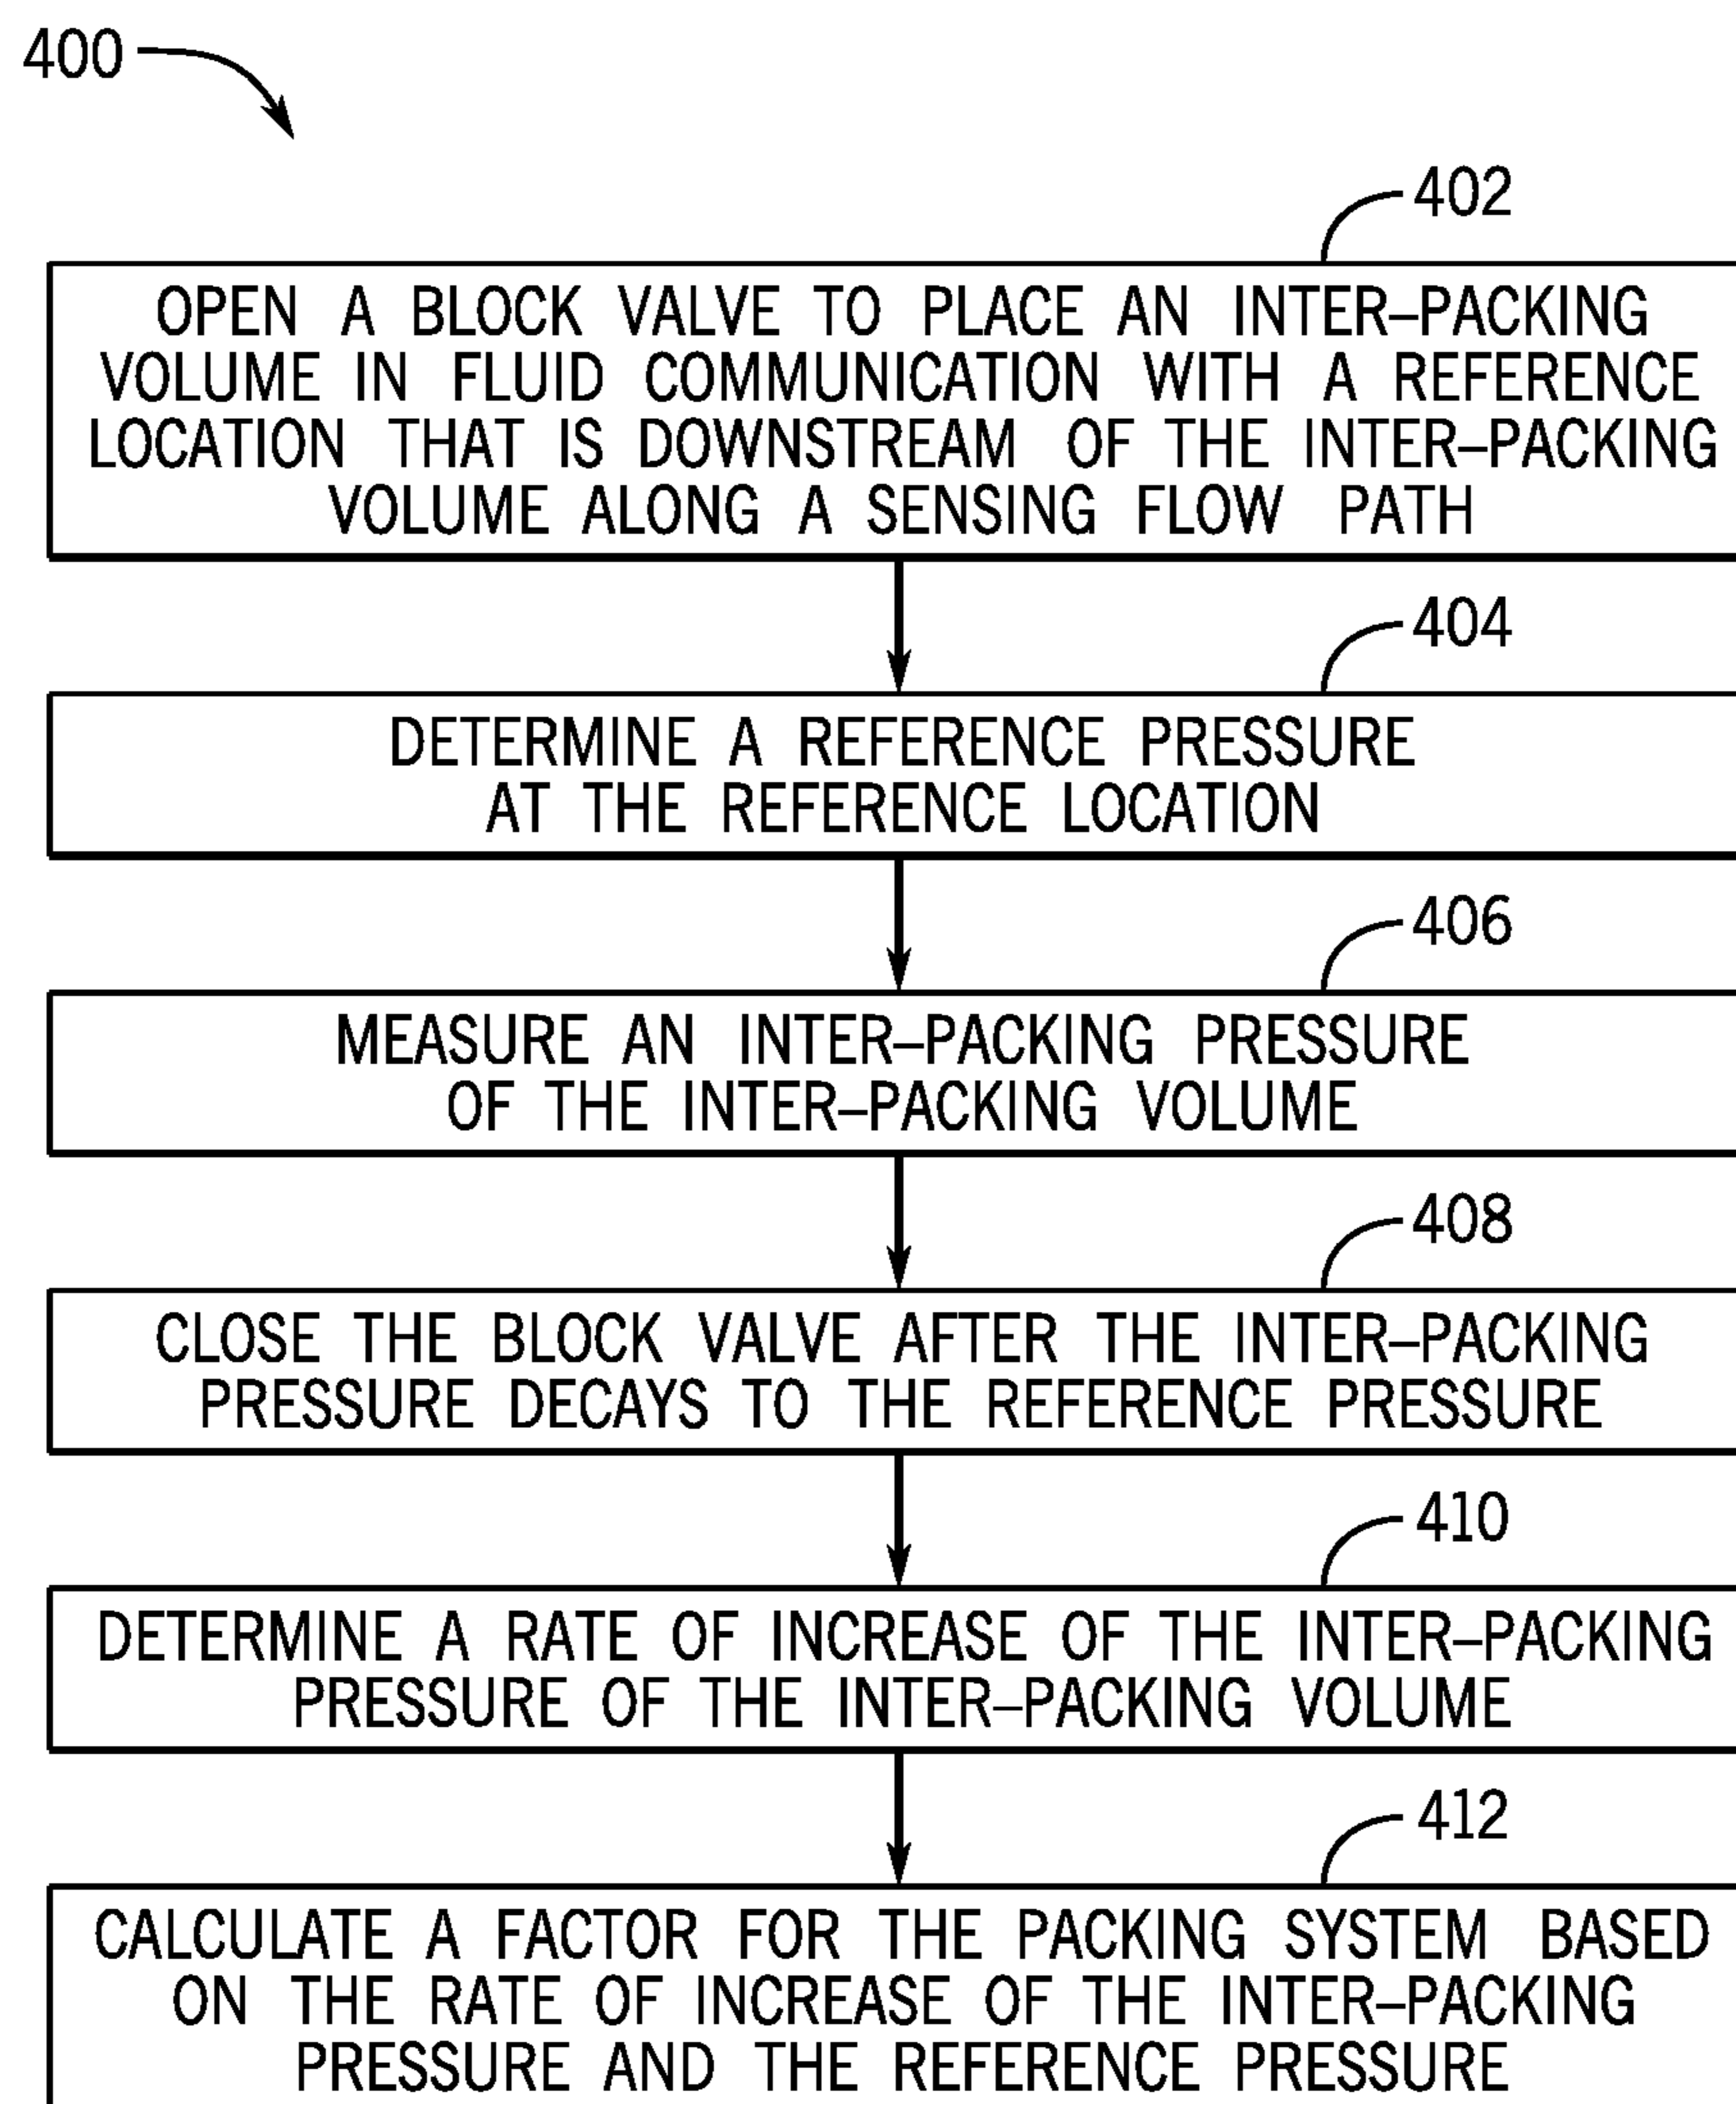 400
402
OPEN A BLOCK VALVE TO PLACE AN INTER–PACKING
VOLUME IN FLUID COMMUNICATION WITH A REFERENCE
LOCATION THAT IS DOWNSTREAM OF THE INTER–PACKING
VOLUME ALONG A SENSING FLOW PATH
404
DETERMINE A REFERENCE PRESSURE
AT THE REFERENCE LOCATION
406
MEASURE AN INTER–PACKING PRESSURE
OF THE INTER–PACKING VOLUME
408
CLOSE THE BLOCK VALVE AFTER THE INTER–PACKING
PRESSURE DECAYS TO THE REFERENCE PRESSURE
410
DETERMINE A RATE OF INCREASE OF THE INTER–PACKING
PRESSURE OF THE INTER–PACKING VOLUME
412
CALCULATE A FACTOR FOR THE PACKING SYSTEM BASED
ON THE RATE OF INCREASE OF THE INTER–PACKING
PRESSURE AND THE REFERENCE PRESSURE